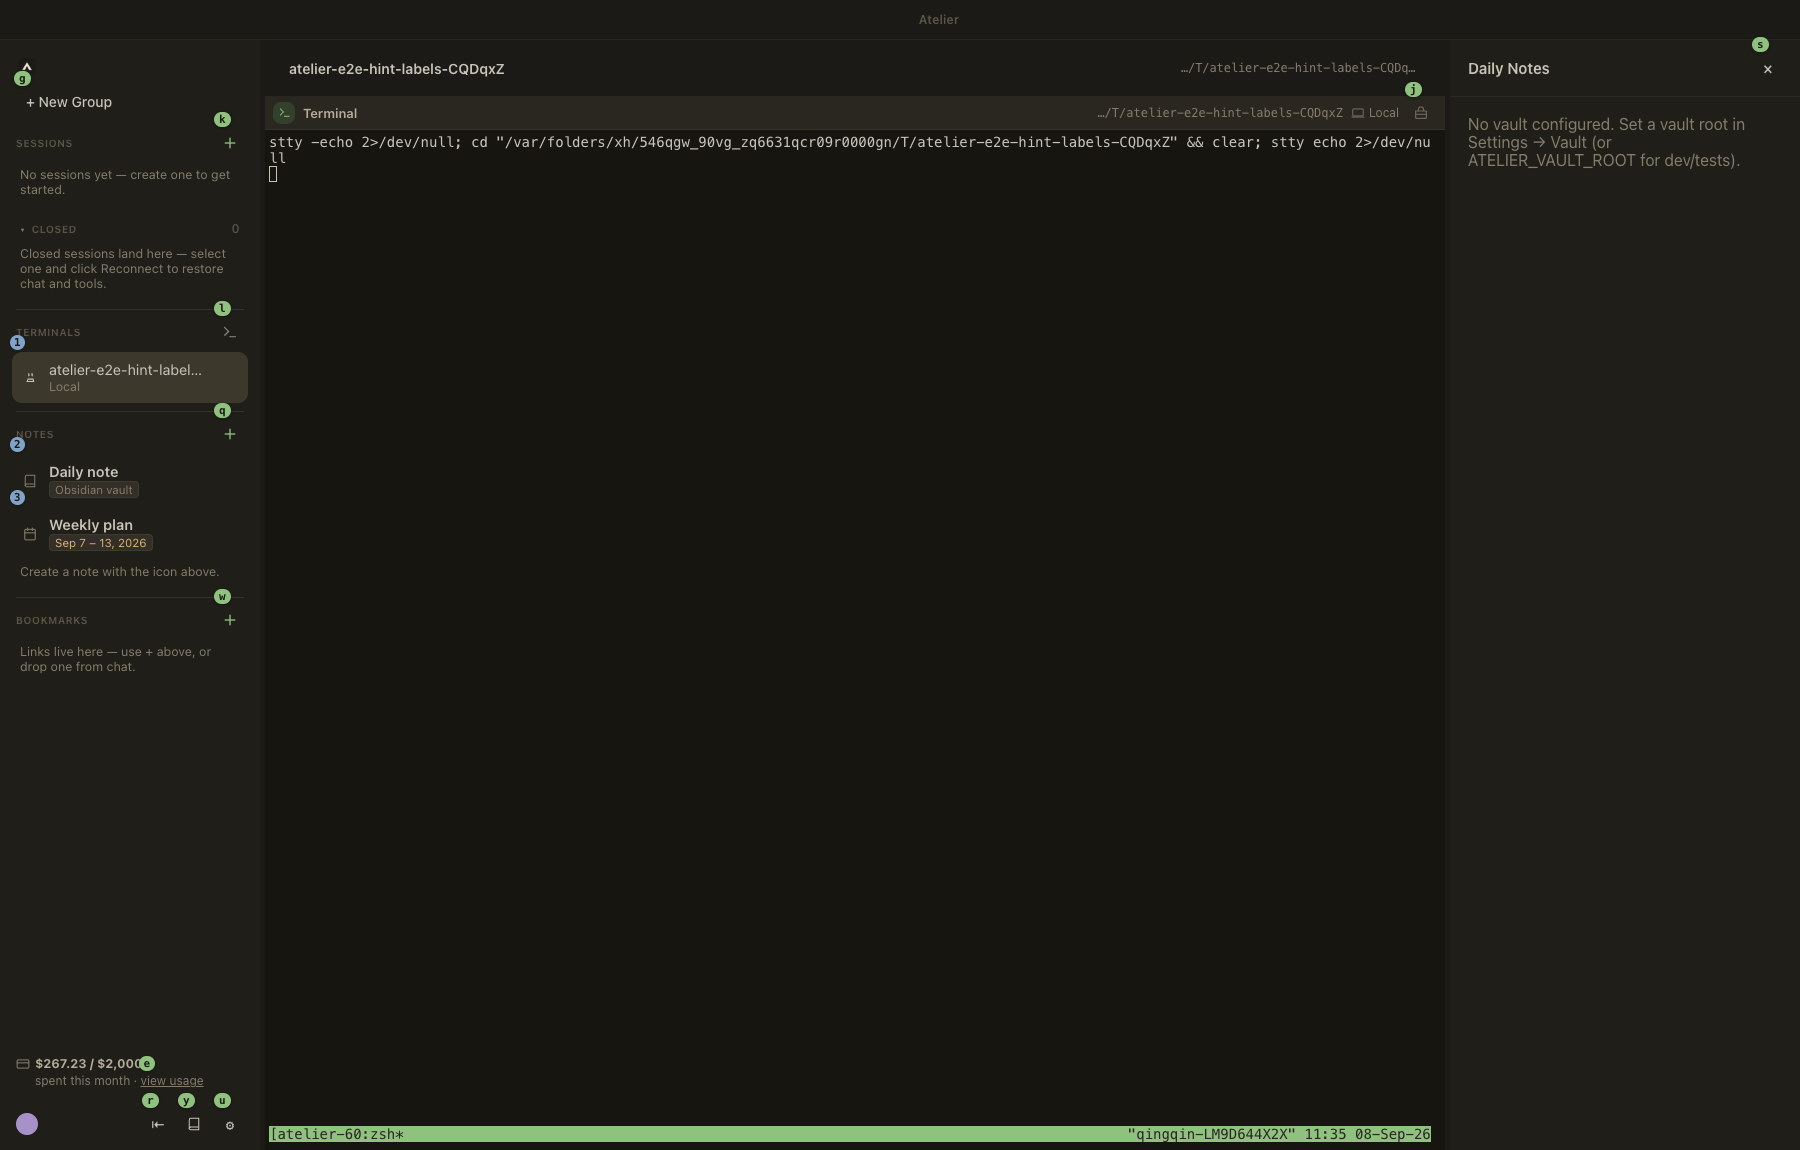 Atelier
g
+ New Group
k
SESSIONS
No sessions yet — create one to get
started.
CLOSED 0
Closed sessions land here — select
one and click Reconnect to restore
chat and tools.
l
TERMINALS
1
atelier-e2e-hint-label...
Local
q
NOTES
2
Daily note
Obsidian vault
3
Weekly plan
Sep 7 – 13, 2026
Create a note with the icon above.
w
BOOKMARKS
Links live here — use + above, or
drop one from chat.
$267.23 / $2,000
e
spent this month · view usage
r y u
atelier-e2e-hint-labels-CQDqxZ
…/T/atelier-e2e-hint-labels-CQDq…
j
Terminal
…/T/atelier-e2e-hint-labels-CQDqxZ Local
stty -echo 2>/dev/null; cd "/var/folders/xh/546qgw_90vg_zq6631qcr09r0000gn/T/atelier-e2e-hint-labels-CQDqxZ" && clear; stty echo 2>/dev/nu
ll
[atelier-60:zsh* "qingqin-LM9D644X2X" 11:35 08-Sep-26
s
Daily Notes
No vault configured. Set a vault root in
Settings → Vault (or
ATELIER_VAULT_ROOT for dev/tests).